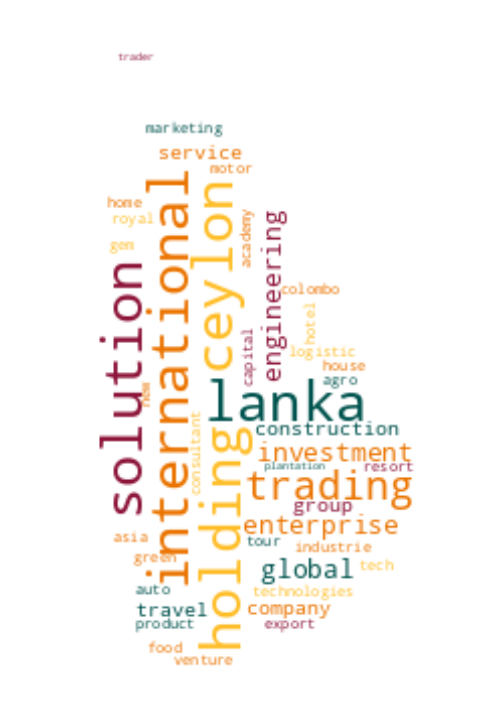 trader
marketing
service
motor
international
ceylon
home
royal
gem
academy
engineering
solution
colombo
hotel
capital
logistic
house
agro
new
lanka
consultant
construction
holding
investment
plantation
resort
trading
group
enterprise
asia
tour
industrie
green
global
tech
auto
technologies
travel
company
product
export
food
venture